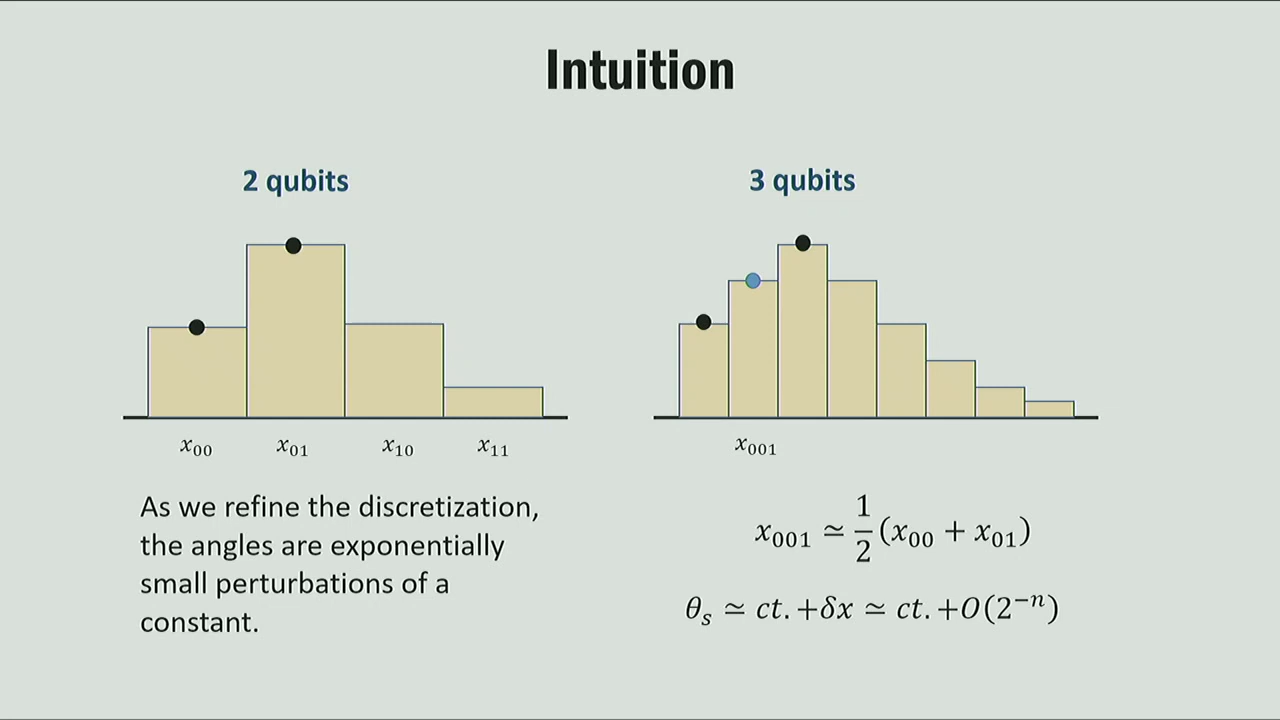 Intuition
2 qubits
3 qubits
x₀₀ x₀₁ x₁₀ x₁₁
x₀₀₁
As we refine the discretization,
the angles are exponentially
small perturbations of a
constant.
x₀₀₁ ≃ 1/2 (x₀₀ + x₀₁)
θₛ ≃ ct. +δx ≃ ct. +O(2⁻ⁿ)